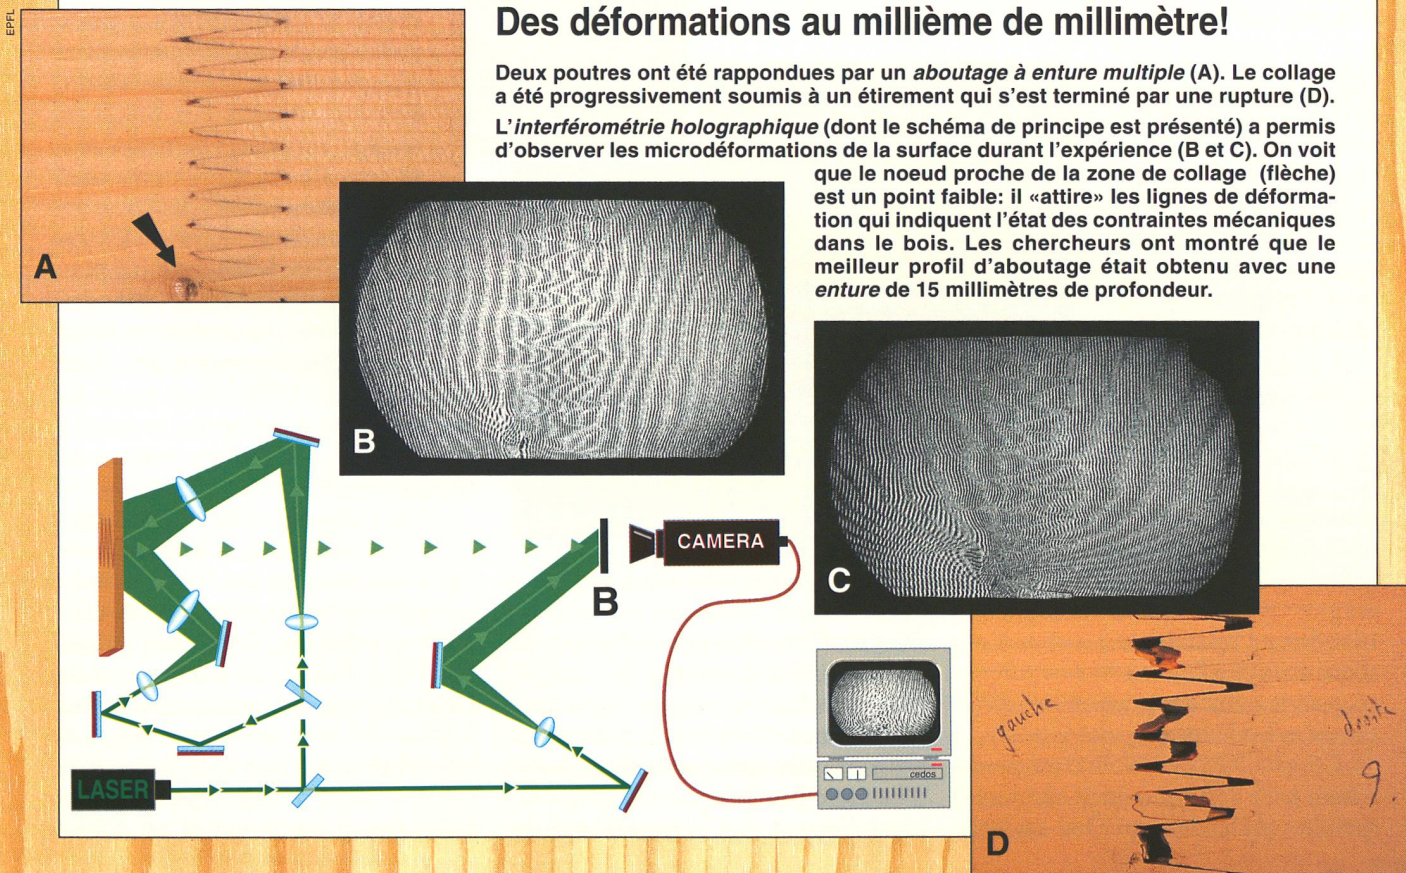 EPFL
Des déformations au millième de millimètre!
Deux poutres ont été rappondues par un aboutage à enture multiple (A). Le collage
a été progressivement soumis à un étirement qui s'est terminé par une rupture (D).
L'interférométrie holographique (dont le schéma de principe est présenté) a permis
d'observer les microdéformations de la surface durant l'expérience (B et C). On voit
que le noeud proche de la zone de collage (flèche)
est un point faible: il «attire» les lignes de déforma-
tion qui indiquent l'état des contraintes mécaniques
dans le bois. Les chercheurs ont montré que le
meilleur profil d'aboutage était obtenu avec une
enture de 15 millimètres de profondeur.
A
B
C
CAMERA
B
LASER
cedos
gauche
droite
9.
D